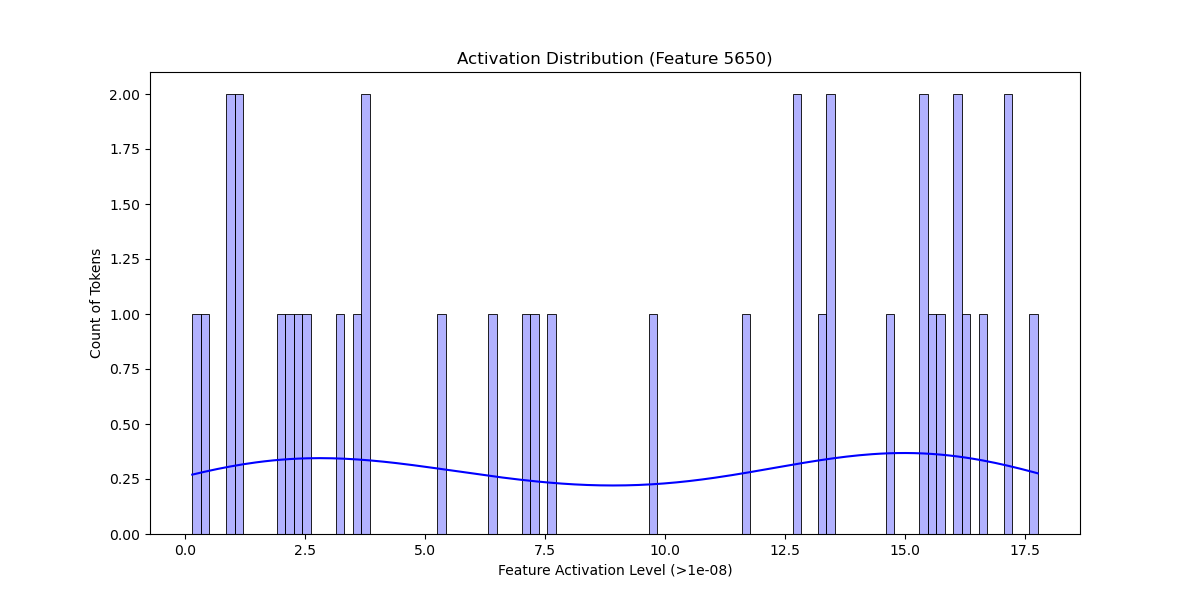 Activation Distribution (Feature 5650)
2.00
1.75
1.50
1.25
1.00
0.75
0.50
0.25
0.00
Count of Tokens
0.0 2.5 5.0 7.5 10.0 12.5 15.0 17.5
Feature Activation Level (>1e-08)